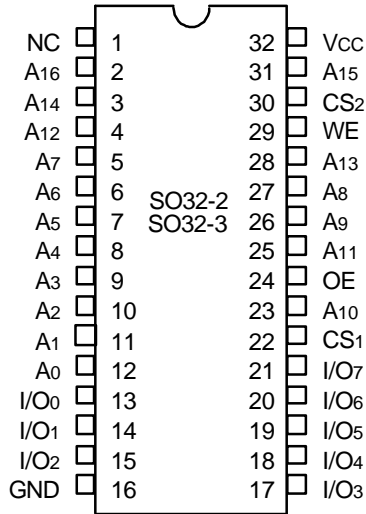 NC 1 32 VCC
A16 2 31 A15
A14 3 30 CS2
A12 4 29 WE
A7 5 28 A13
A6 6 27 A8
SO32-2
A5 7 26 A9
SO32-3
A4 8 25 A11
A3 9 24 OE
A2 10 23 A10
A1 11 22 CS1
A0 12 21 I/O7
I/O0 13 20 I/O6
I/O1 14 19 I/O5
I/O2 15 18 I/O4
GND 16 17 I/O3